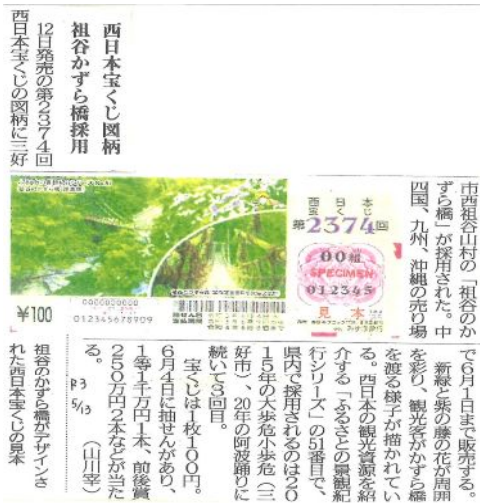 西日本宝くじ図柄
祖谷かずら橋採用
12日発売の第2374回
西日本宝くじの図柄に三好
市西祖谷山村の「祖谷のか
ずら橋」が採用された。中
四国、九州、沖縄の売り場
で6月1日まで販売する。
新緑と紫の藤の花が周囲
を彩り、観光客がかずら橋
を渡る様子が描かれてい
る。西日本の観光資源を紹
介する「ふるさとの景観紀
行シリーズ」の51番目で、
県内で採用されるのは20
15年の大歩危小歩危(三
好市)、20年の阿波踊りに
続いて3回目。
宝くじは1枚100円。
6月4日に抽せんがあり、
1等1千万円1本、前後賞
250万円2本などが当た
る。 (山川宰)
R3
5/13
祖谷のかずら橋がデザインさ
れた西日本宝くじの見本
西日本
宝くじ
第2374回
00組
SPECIMEN
012345
見本
¥100
0000000000
012345678909